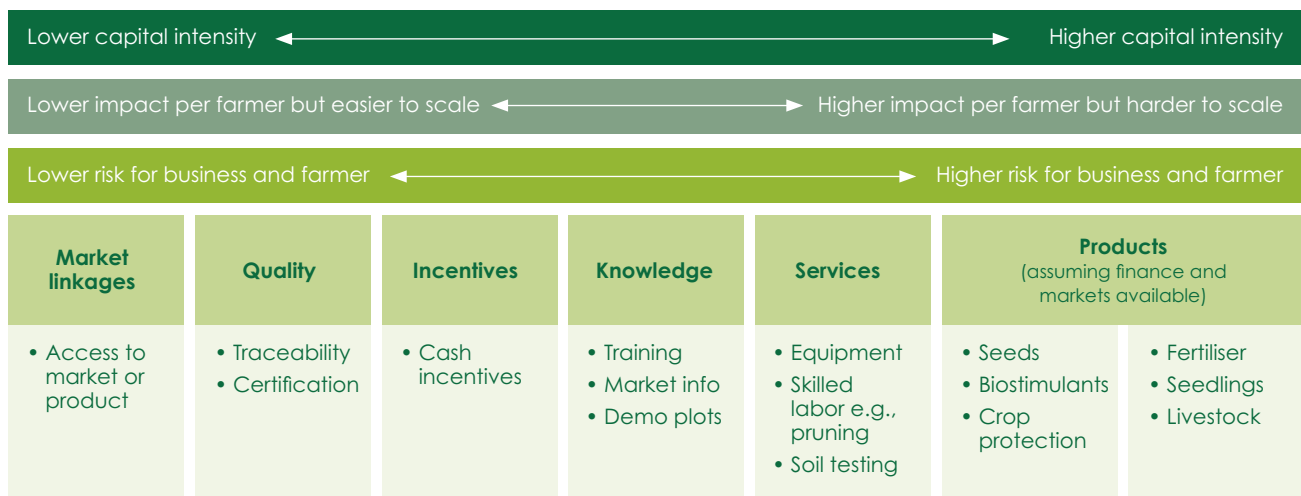 Lower capital intensity Higher capital intensity
Lower impact per farmer but easier to scale Higher impact per farmer but harder to scale
Lower risk for business and farmer Higher risk for business and farmer
Market
linkages
• Access to
market or
product
Quality
• Traceability
• Certification
Incentives
• Cash
incentives
Knowledge
• Training
• Market info
• Demo plots
Services
• Equipment
• Skilled
labor e.g.,
pruning
• Soil testing
Products
(assuming finance and
markets available)
• Seeds
• Biostimulants
• Crop
protection
• Fertiliser
• Seedlings
• Livestock